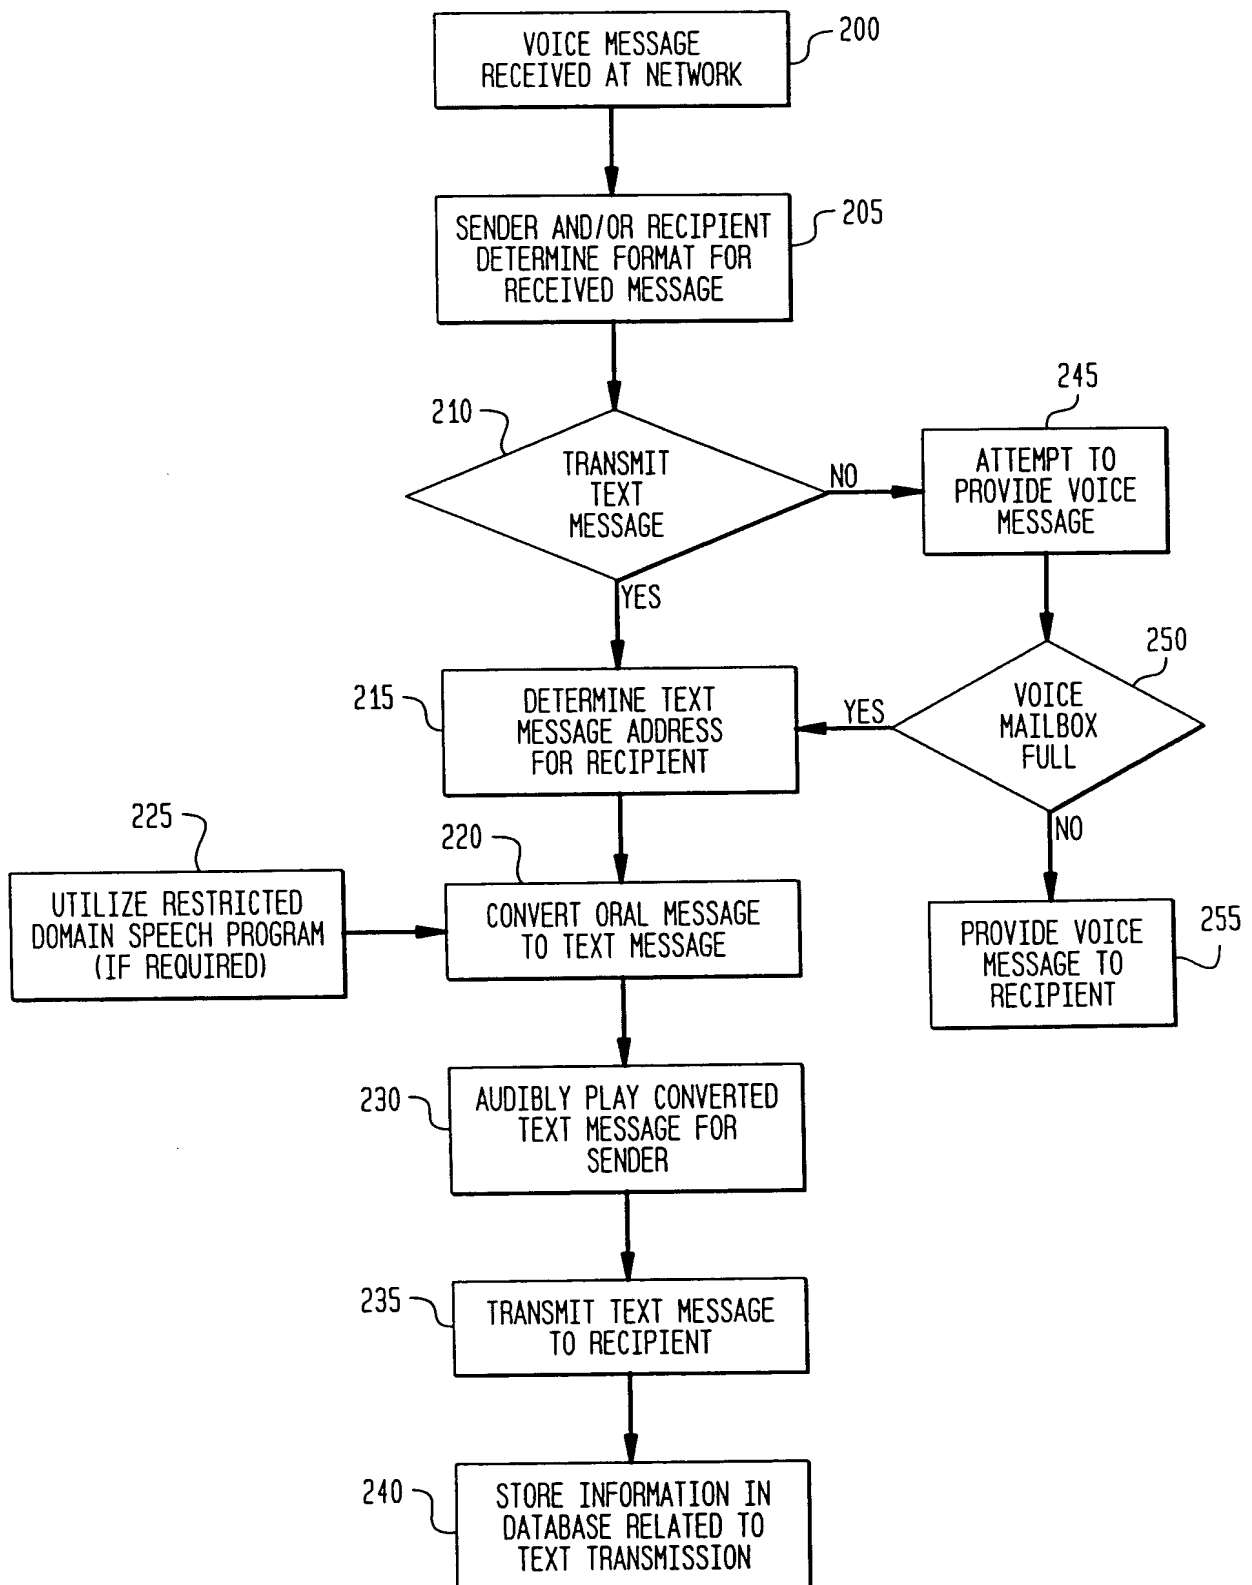 VOICE MESSAGE
RECEIVED AT NETWORK
200
SENDER AND/OR RECIPIENT
DETERMINE FORMAT FOR
RECEIVED MESSAGE
205
210
TRANSMIT
TEXT
MESSAGE
NO
YES
245
ATTEMPT TO
PROVIDE VOICE
MESSAGE
250
VOICE
MAILBOX
FULL
YES
NO
215
DETERMINE TEXT
MESSAGE ADDRESS
FOR RECIPIENT
225
UTILIZE RESTRICTED
DOMAIN SPEECH PROGRAM
(IF REQUIRED)
220
CONVERT ORAL MESSAGE
TO TEXT MESSAGE
255
PROVIDE VOICE
MESSAGE TO
RECIPIENT
230
AUDIBLY PLAY CONVERTED
TEXT MESSAGE FOR
SENDER
235
TRANSMIT TEXT MESSAGE
TO RECIPIENT
240
STORE INFORMATION IN
DATABASE RELATED TO
TEXT TRANSMISSION